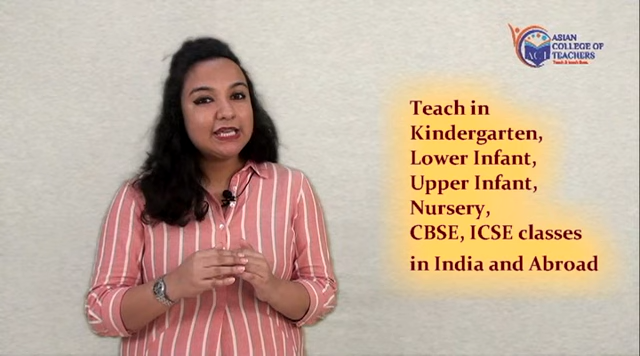 ASIAN
COLLEGE OF
TEACHERS
ACT
Teach in
Kindergarten,
Lower Infant,
Upper Infant,
Nursery,
CBSE, ICSE classes
in India and Abroad